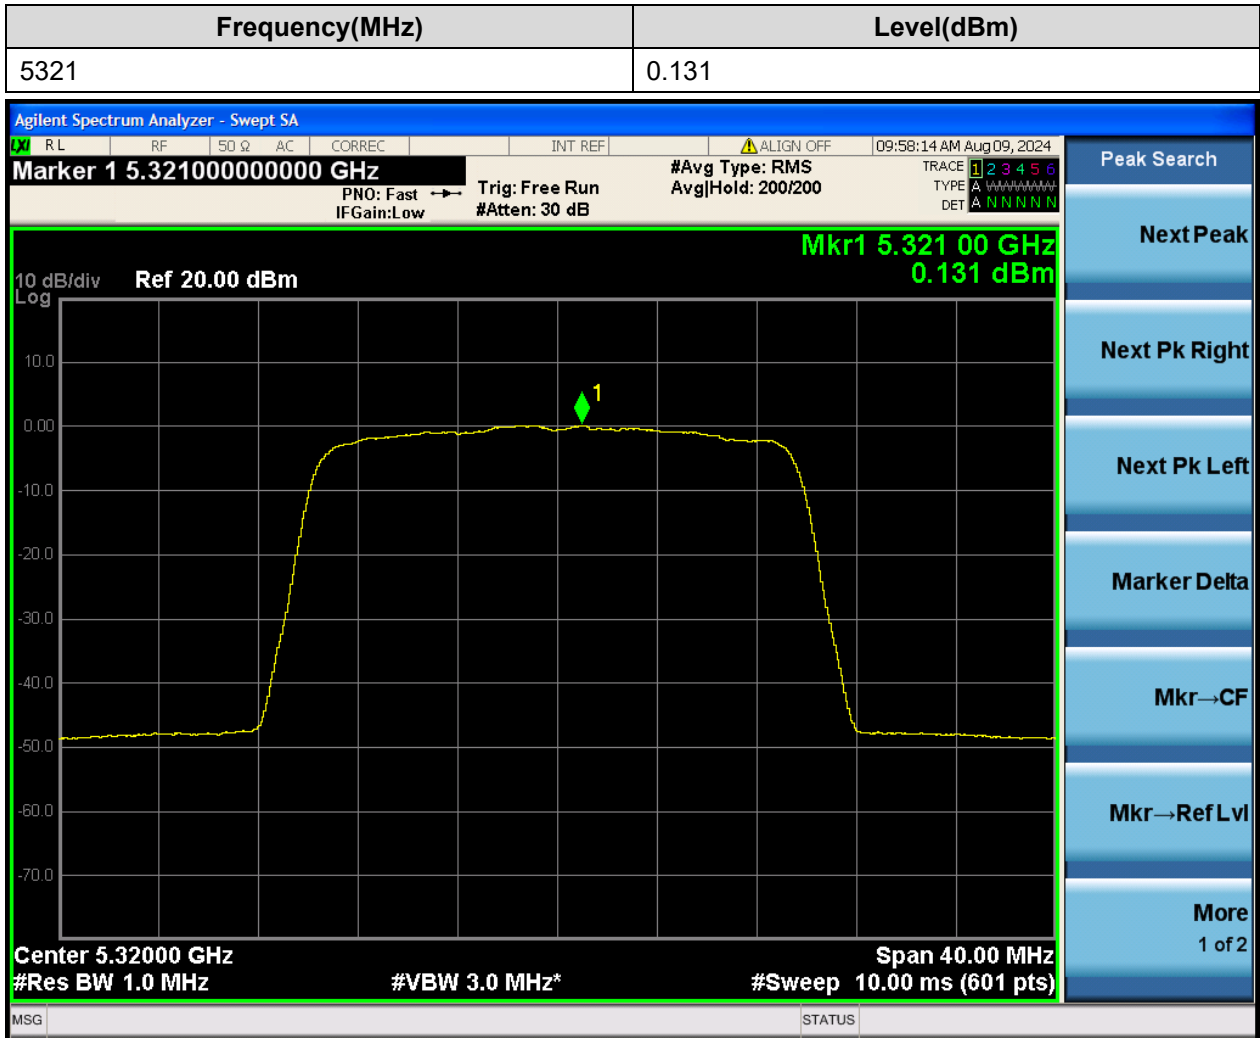 Frequency(MHz) Level(dBm)
5321 0.131
Agilent Spectrum Analyzer - Swept SA
LXI RL RF 50 Ω AC CORREC INT REF ALIGN OFF 09:58:14 AM Aug 09, 2024
Marker 1 5.321000000000 GHz
PNO: Fast
IFGain:Low
Trig: Free Run
#Atten: 30 dB
#Avg Type: RMS
Avg|Hold: 200/200
TRACE 1 2 3 4 5 6
TYPE A WWWWWW
DET A N N N N N
Mkr1 5.321 00 GHz
0.131 dBm
10 dB/div Ref 20.00 dBm
Log
10.0
0.00
-10.0
-20.0
-30.0
-40.0
-50.0
-60.0
-70.0
1
Center 5.32000 GHz Span 40.00 MHz
#Res BW 1.0 MHz #VBW 3.0 MHz* #Sweep 10.00 ms (601 pts)
MSG STATUS
Peak Search
Next Peak
Next Pk Right
Next Pk Left
Marker Delta
Mkr→CF
Mkr→Ref Lvl
More
1 of 2